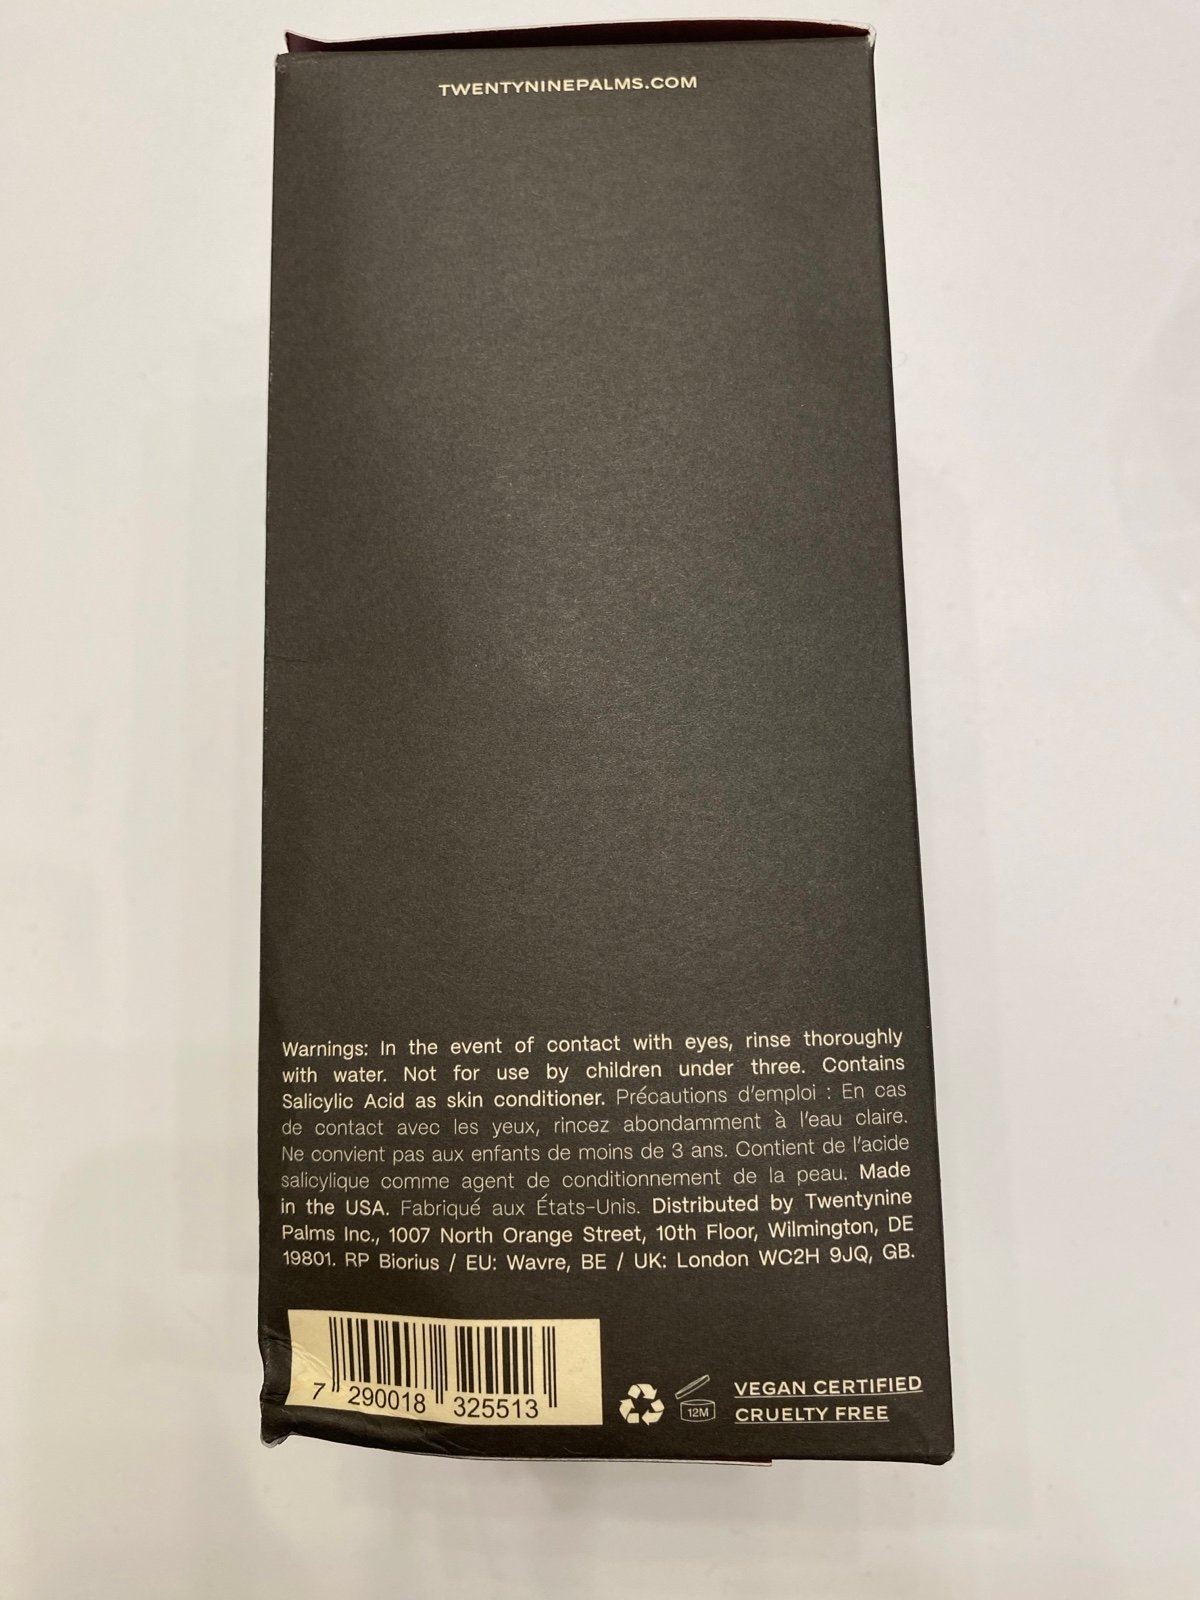 TWENTYNINEPALMS.COM
Warnings: In the event of contact with eyes, rinse thoroughly
with water. Not for use by children under three. Contains
Salicylic Acid as skin conditioner. Précautions d'emploi : En cas
de contact avec les yeux, rincez abondamment à l'eau claire.
Ne convient pas aux enfants de moins de 3 ans. Contient de l'acide
salicylique comme agent de conditionnement de la peau. Made
in the USA. Fabriqué aux États-Unis. Distributed by Twentynine
Palms Inc., 1007 North Orange Street, 10th Floor, Wilmington, DE
19801. RP Biorius / EU: Wavre, BE / UK: London WC2H 9JQ, GB.
7 290018 325513
12M
VEGAN CERTIFIED
CRUELTY FREE